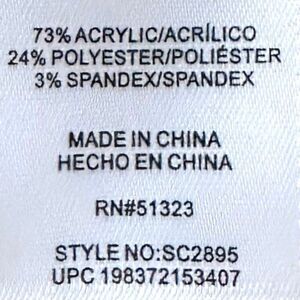 73% ACRYLIC/ACRÍLICO
24% POLYESTER/POLIÉSTER
3% SPANDEX/SPANDEX
MADE IN CHINA
HECHO EN CHINA
RN#51323
STYLE NO:SC2895
UPC 198372153407